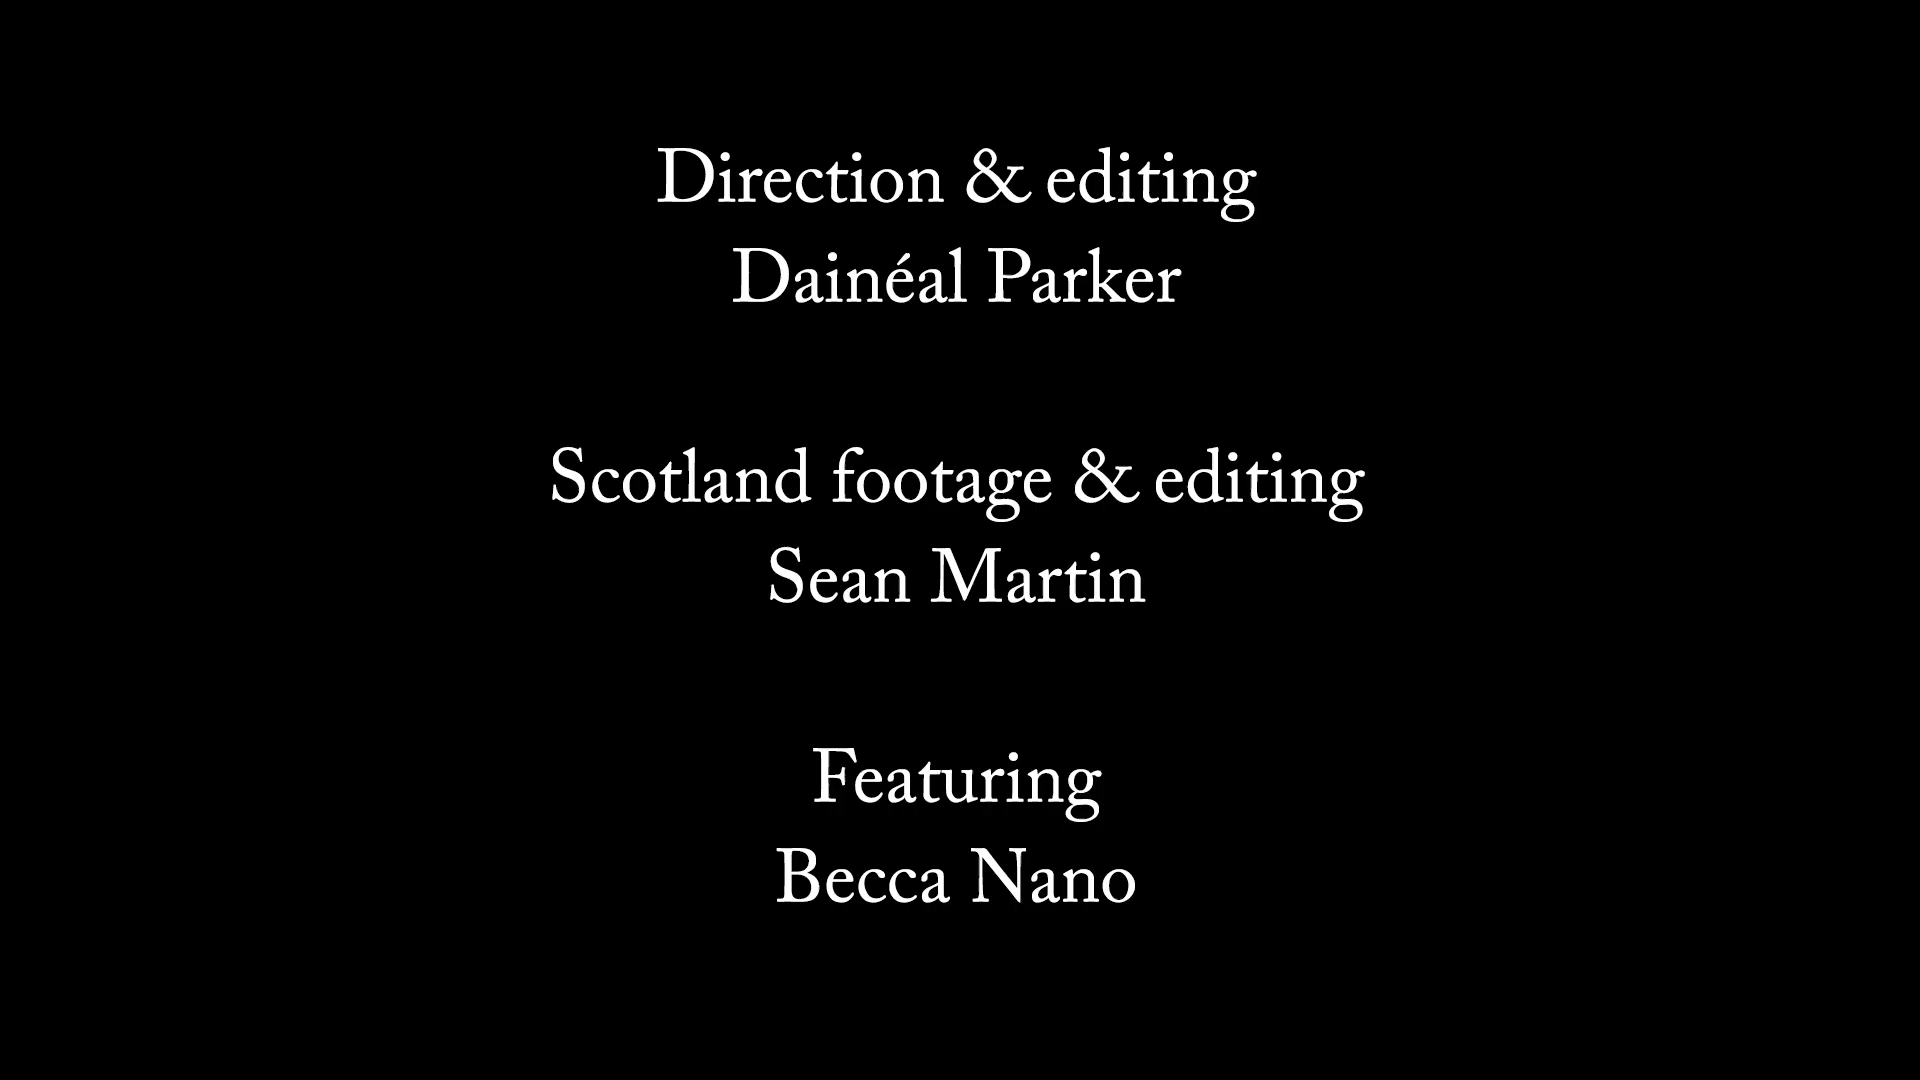 Direction & editing
Dainéal Parker
Scotland footage & editing
Sean Martin
Featuring
Becca Nano